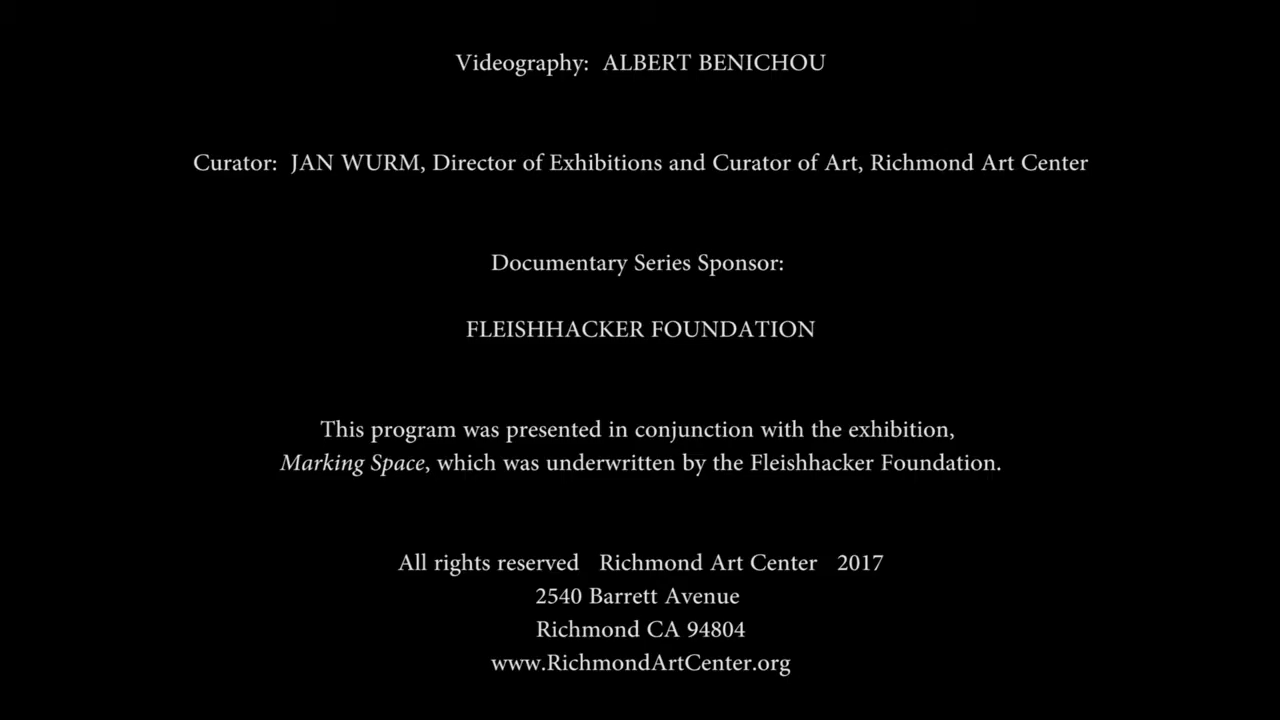 Videography: ALBERT BENICHOU
Curator: JAN WURM, Director of Exhibitions and Curator of Art, Richmond Art Center
Documentary Series Sponsor:
FLEISHHACKER FOUNDATION
This program was presented in conjunction with the exhibition,
Marking Space, which was underwritten by the Fleishhacker Foundation.
All rights reserved Richmond Art Center 2017
2540 Barrett Avenue
Richmond CA 94804
www.RichmondArtCenter.org